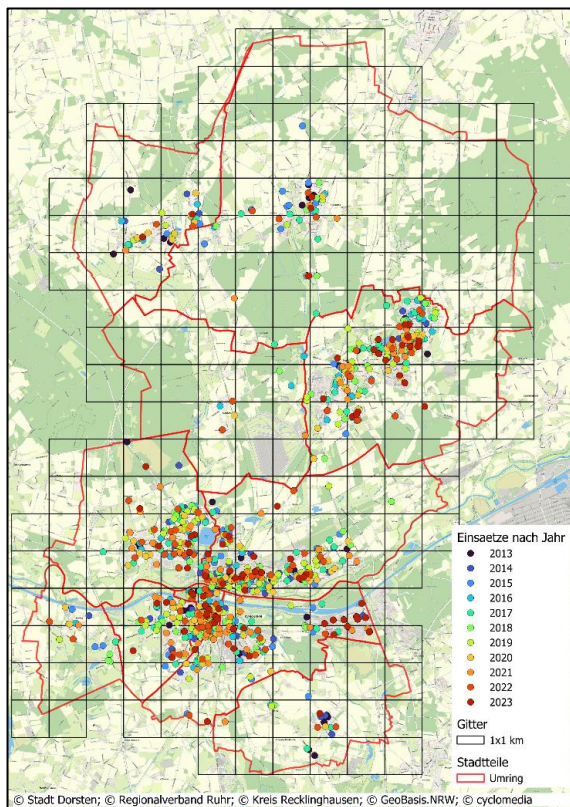 Einsaetze nach Jahr
2013
2014
2015
2016
2017
2018
2019
2020
2021
2022
2023
Gitter
1x1 km
Stadtteile
Umring
© Stadt Dorsten; © Regionalverband Ruhr; © Kreis Recklinghausen; © GeoBasis.NRW; © Cyclomedia